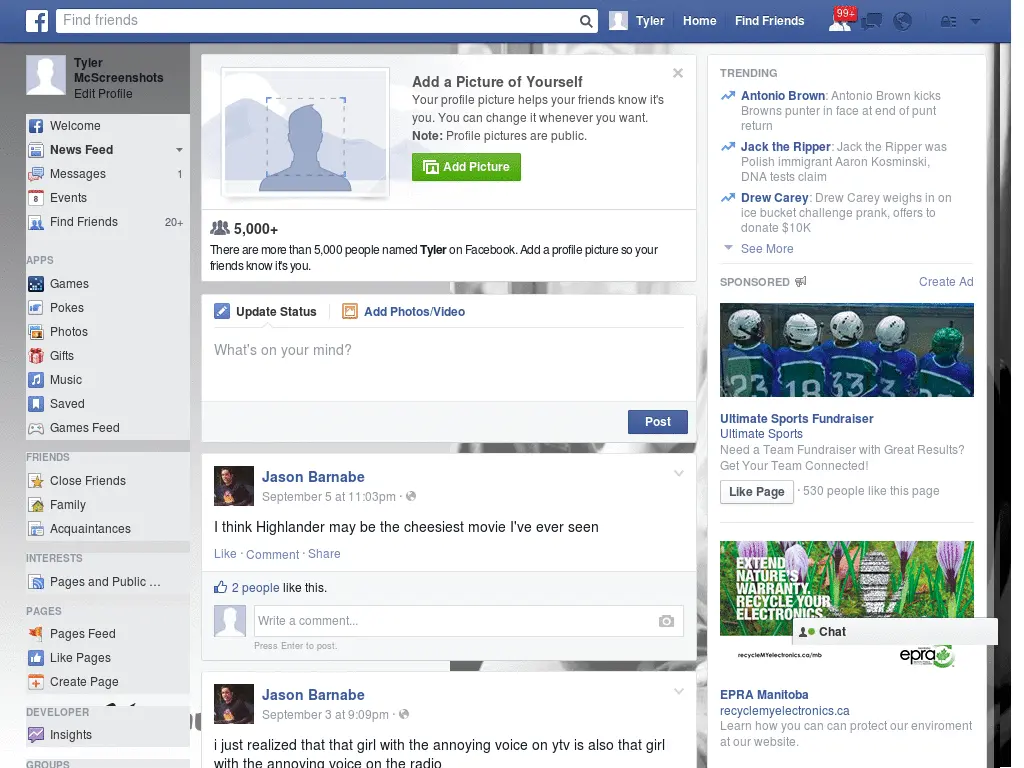 Find friends
Tyler
Home
Find Friends
99+
Tyler
McScreenshots
Edit Profile
Welcome
News Feed
Messages 1
Events
Find Friends 20+
APPS
Games
Pokes
Photos
Gifts
Music
Saved
Games Feed
FRIENDS
Close Friends
Family
Acquaintances
INTERESTS
Pages and Public ...
PAGES
Pages Feed
Like Pages
Create Page
DEVELOPER
Insights
GROUPS
Add a Picture of Yourself
Your profile picture helps your friends know it's
you. You can change it whenever you want.
Note: Profile pictures are public.
Add Picture
5,000+
There are more than 5,000 people named Tyler on Facebook. Add a profile picture so your
friends know it's you.
Update Status
Add Photos/Video
What's on your mind?
Post
Jason Barnabe
September 5 at 11:03pm ·
I think Highlander may be the cheesiest movie I've ever seen
Like · Comment · Share
2 people like this.
Write a comment...
Press Enter to post.
Jason Barnabe
September 3 at 9:09pm ·
i just realized that that girl with the annoying voice on ytv is also that girl
with the annoying voice on the radio
TRENDING
Antonio Brown: Antonio Brown kicks
Browns punter in face at end of punt
return
Jack the Ripper: Jack the Ripper was
Polish immigrant Aaron Kosminski,
DNA tests claim
Drew Carey: Drew Carey weighs in on
ice bucket challenge prank, offers to
donate $10K
See More
SPONSORED
Create Ad
23 18 33
Ultimate Sports Fundraiser
Ultimate Sports
Need a Team Fundraiser with Great Results?
Get Your Team Connected!
Like Page · 530 people like this page
EXTEND
NATURE'S
WARRANTY.
RECYCLE YOUR
ELECTRONICS.
Chat
recycleMYelectronics.ca/mb
epra
EPRA Manitoba
recyclemyelectronics.ca
Learn how you can can protect our enviroment
at our website.